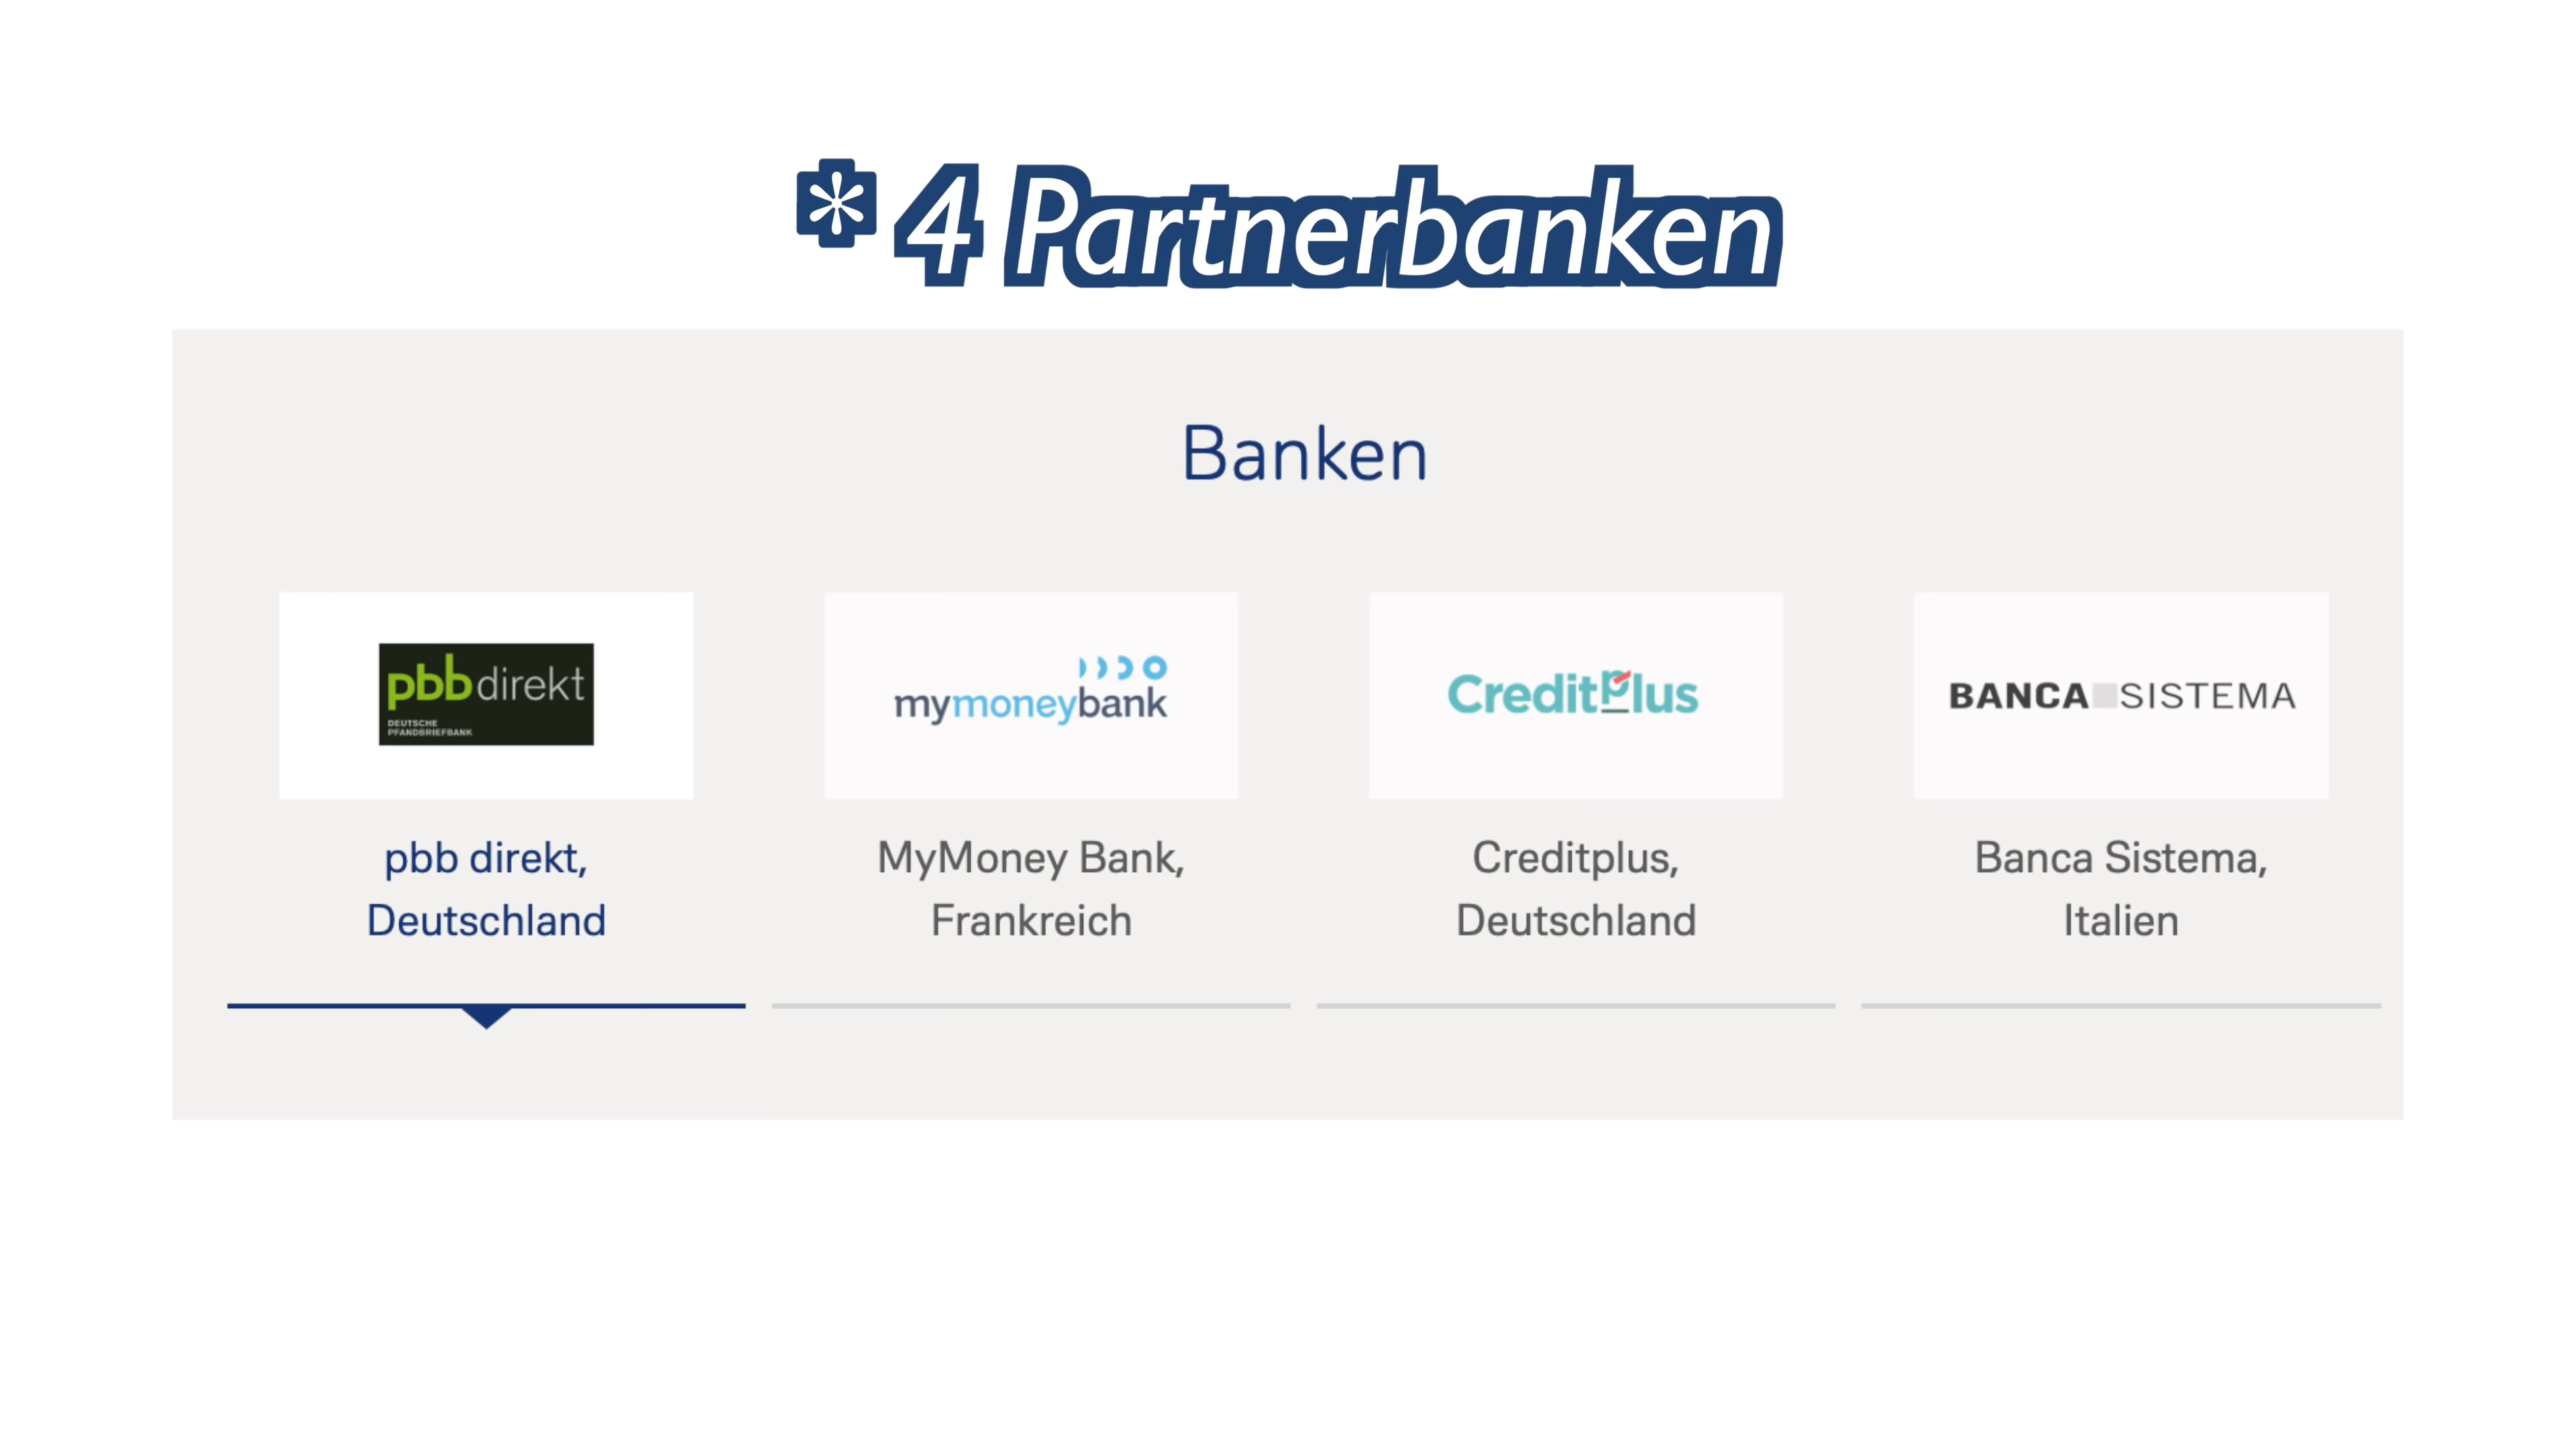 * 4 Partnerbanken
Banken
pbb direkt
DEUTSCHE
PFANDBRIEFBANK
mymoneybank
CreditPlus
BANCA SISTEMA
pbb direkt,
Deutschland
MyMoney Bank,
Frankreich
Creditplus,
Deutschland
Banca Sistema,
Italien